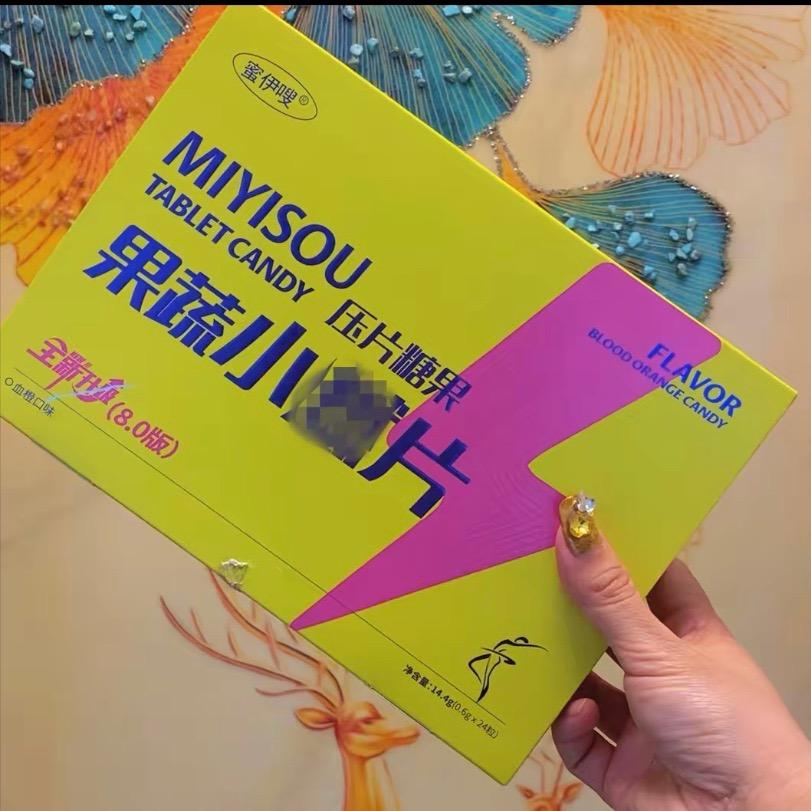 蜜伊嗖®
MIYISOU
TABLET CANDY 压片糖果
果蔬小 片
全新升级(8.0版)
血橙口味
FLAVOR
BLOOD ORANGE CANDY
净含量:14.4g(0.6g×24粒)